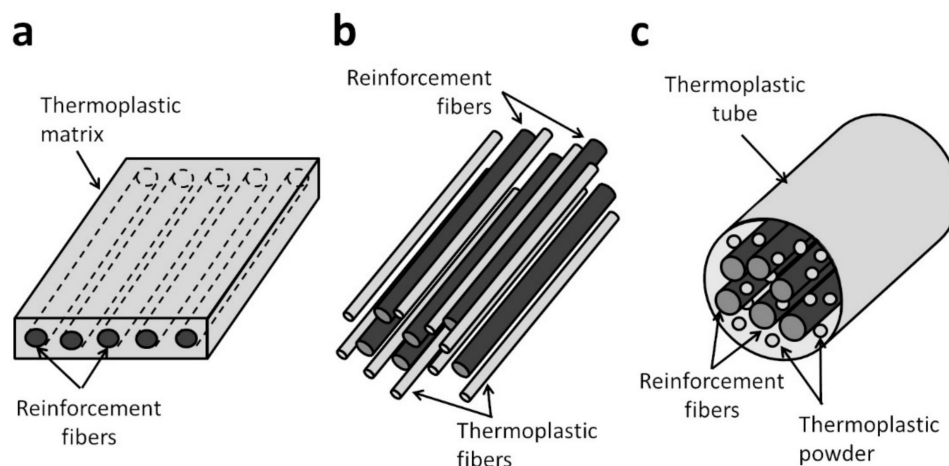 a
Thermoplastic
matrix
Reinforcement
fibers
b
Reinforcement
fibers
Thermoplastic
fibers
c
Thermoplastic
tube
Reinforcement
fibers
Thermoplastic
powder